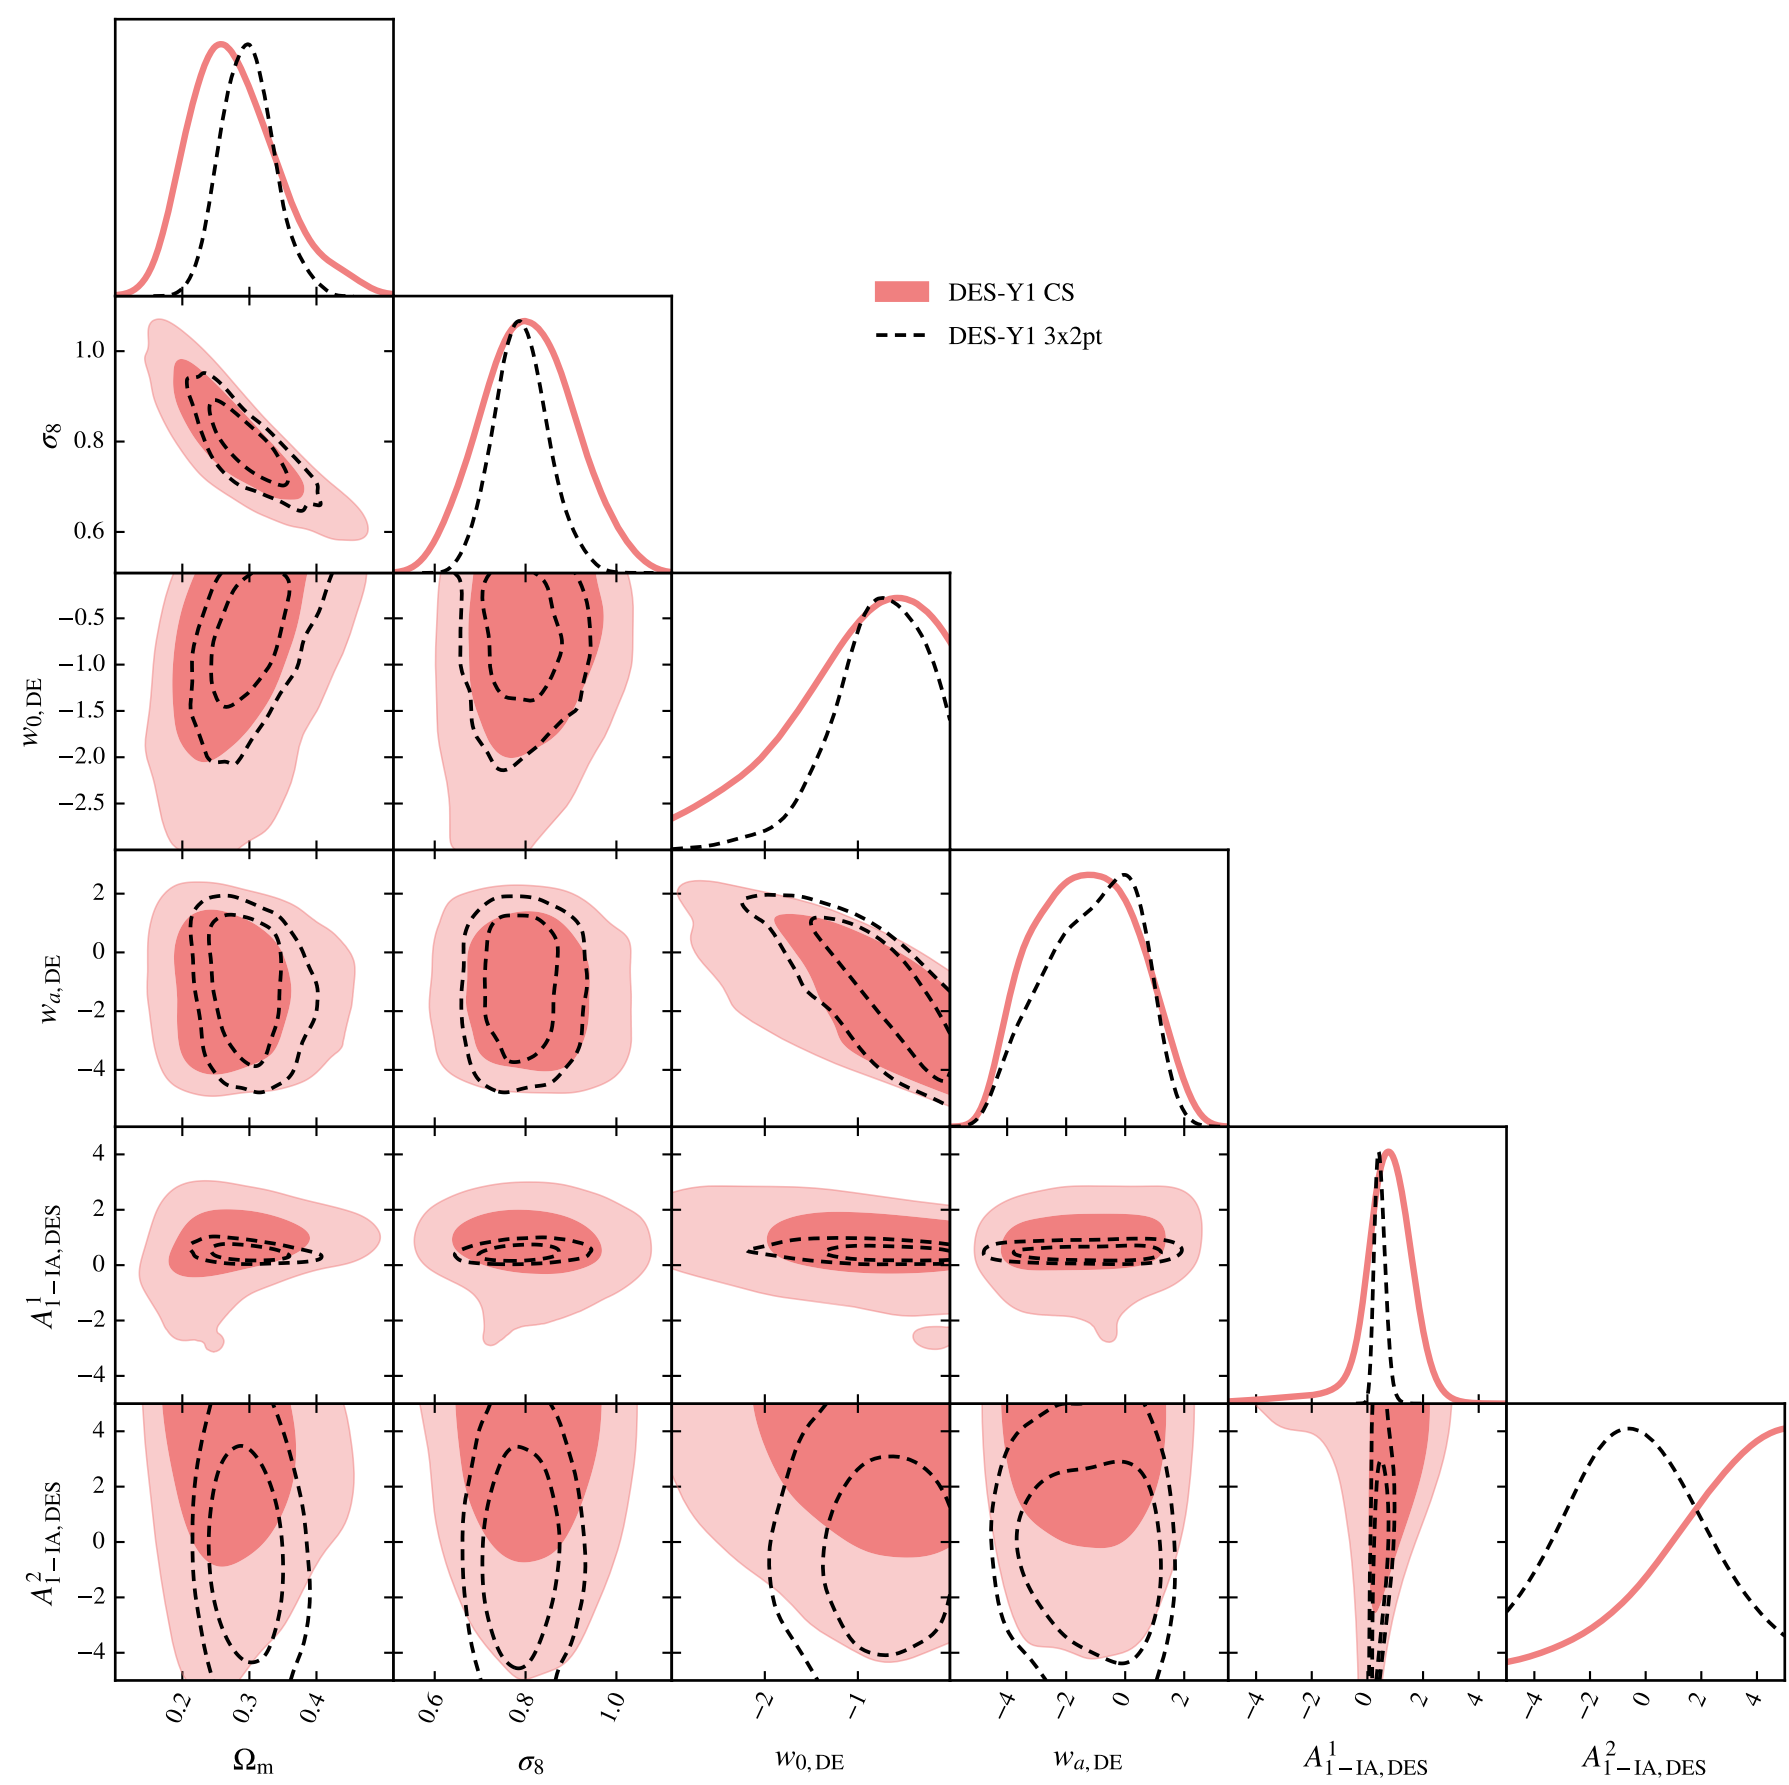 DES-Y1 CS
DES-Y1 3x2pt
1.0
0.8
0.6
σ8
−0.5
−1.0
−1.5
−2.0
−2.5
w0,DE
2
0
−2
−4
wa,DE
4
2
0
−2
−4
A^1_1−IA,DES
4
2
0
−2
−4
A^2_1−IA,DES
0.2 0.3 0.4 0.6 0.8 1.0 −2 −1 −4 −2 0 2 −4 −2 0 2 4 −4 −2 0 2 4
Ωm σ8 w0,DE wa,DE A^1_1−IA,DES A^2_1−IA,DES